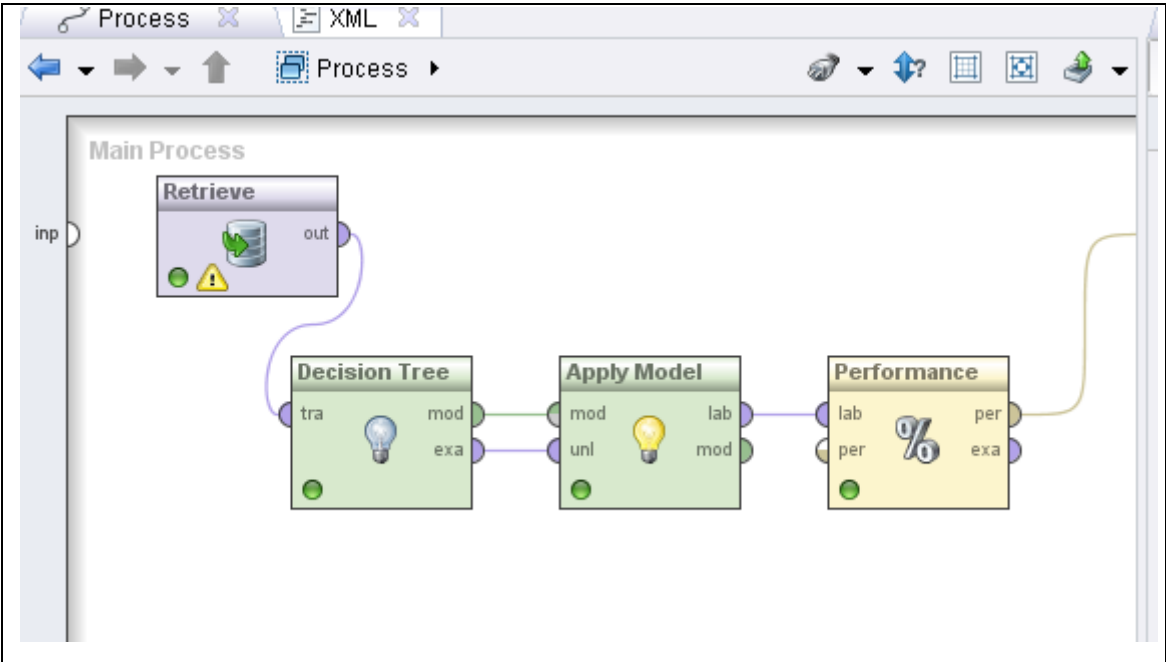 Process
XML
Process
Main Process
Retrieve
inp
out
Decision Tree
Apply Model
Performance
tra
mod
mod
lab
lab
per
exa
unl
mod
per
exa